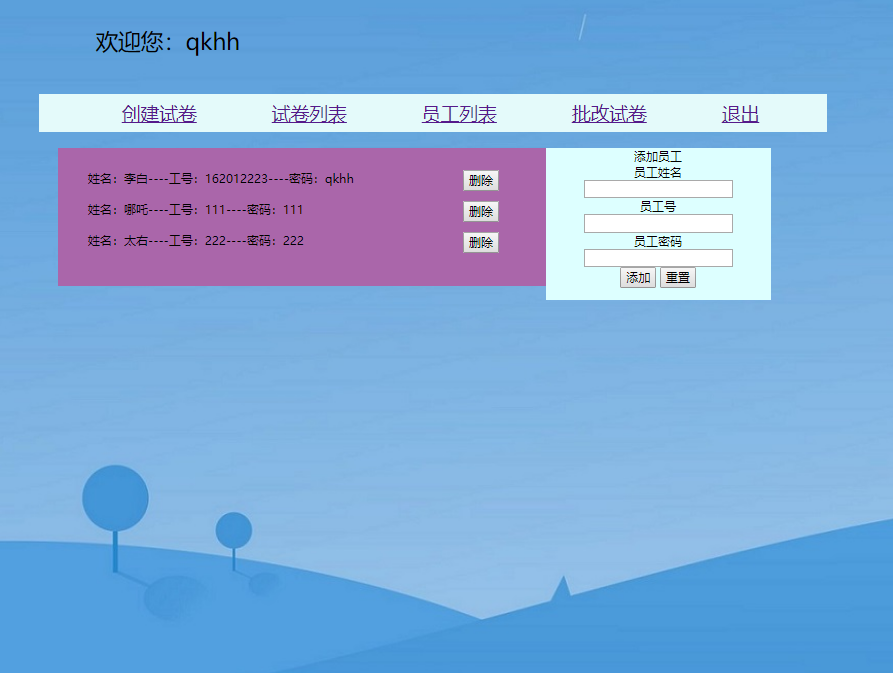 欢迎您：qkhh
创建试卷 试卷列表 员工列表 批改试卷 退出
姓名：李白----工号：162012223----密码：qkhh 删除
姓名：哪吒----工号：111----密码：111 删除
姓名：太右----工号：222----密码：222 删除
添加员工
员工姓名
员工号
员工密码
添加 重置